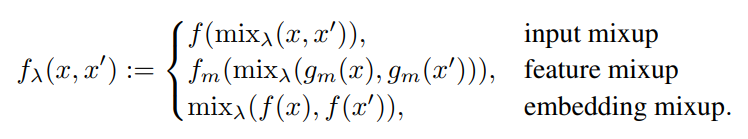 f(mix_λ(x, x′)), input mixup
f_λ(x, x′) := { f_m(mix_λ(g_m(x), g_m(x′))), feature mixup
mix_λ(f(x), f(x′)), embedding mixup.